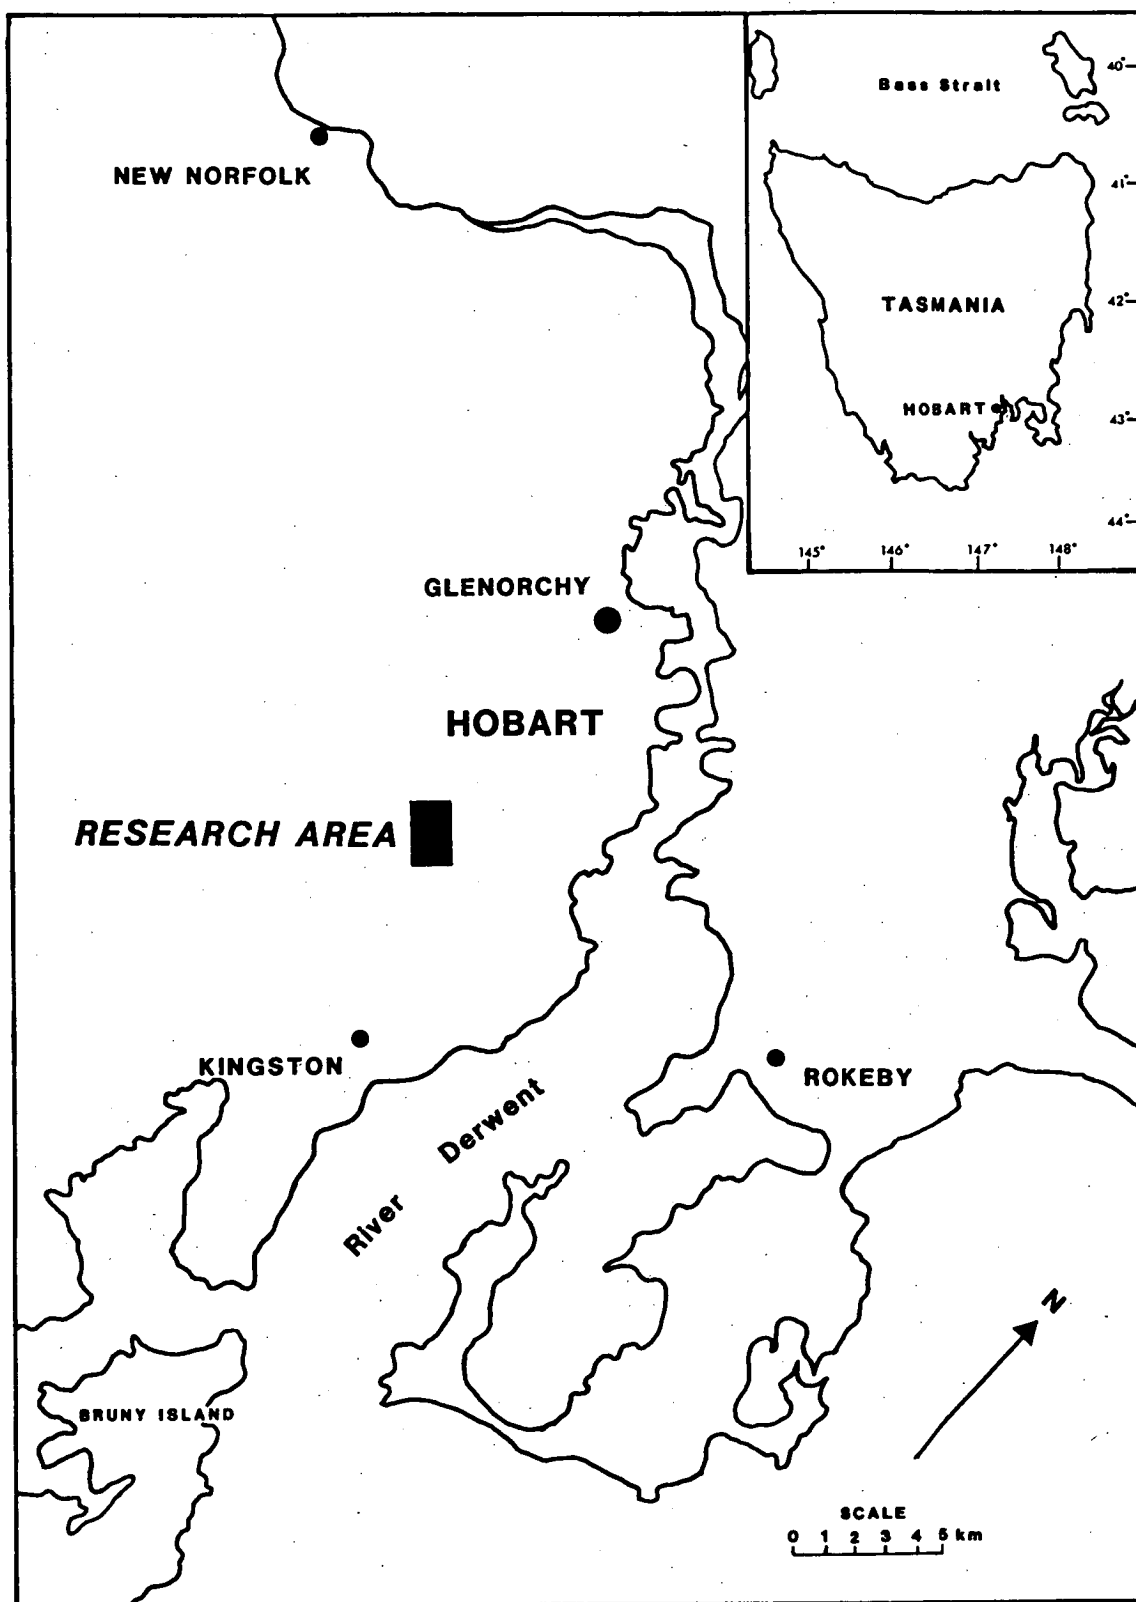 Bass Strait
40°
41°
TASMANIA
42°
HOBART
43°
44°
145° 146° 147° 148°
NEW NORFOLK
GLENORCHY
HOBART
RESEARCH AREA
KINGSTON
ROKEBY
River Derwent
BRUNY ISLAND
N
SCALE
0 1 2 3 4 5 km